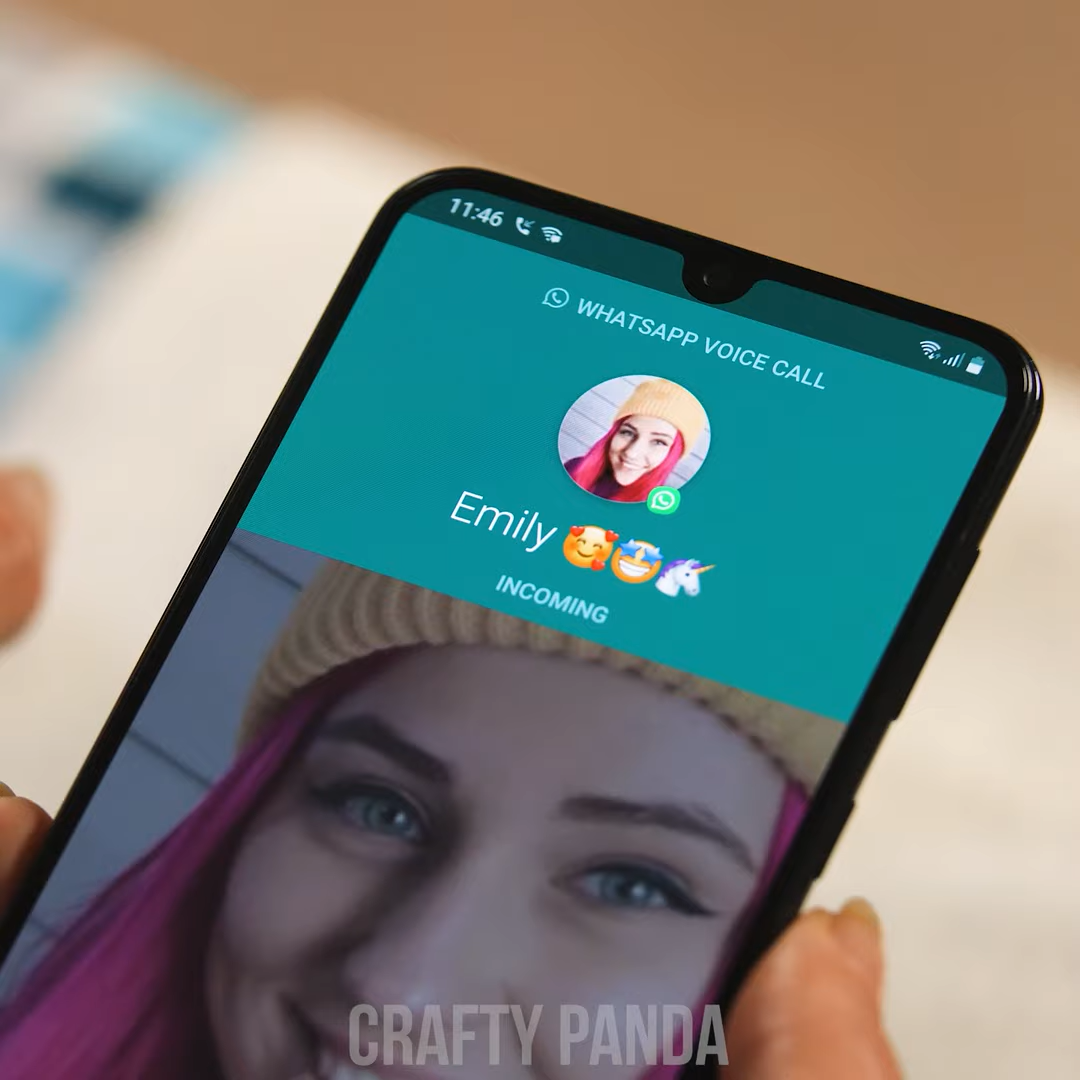 11:46
WHATSAPP VOICE CALL
Emily 🥰🤩🦄
INCOMING
CRAFTY PANDA